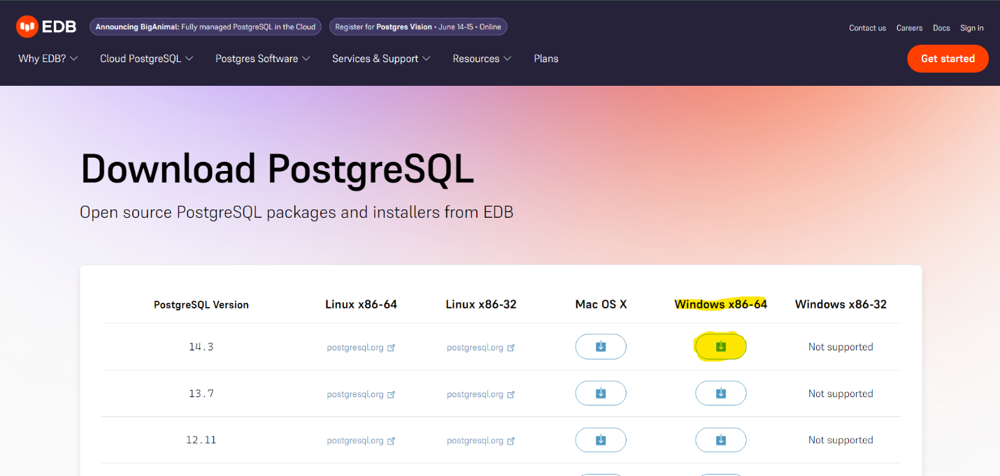 EDB
Announcing BigAnimal: Fully managed PostgreSQL in the Cloud
Register for Postgres Vision • June 14-15 • Online
Contact us Careers Docs Sign in
Why EDB? Cloud PostgreSQL Postgres Software Services & Support Resources Plans
Get started
Download PostgreSQL
Open source PostgreSQL packages and installers from EDB
PostgreSQL Version Linux x86-64 Linux x86-32 Mac OS X Windows x86-64 Windows x86-32
14.3 postgresql.org postgresql.org Not supported
13.7 postgresql.org postgresql.org Not supported
12.11 postgresql.org postgresql.org Not supported